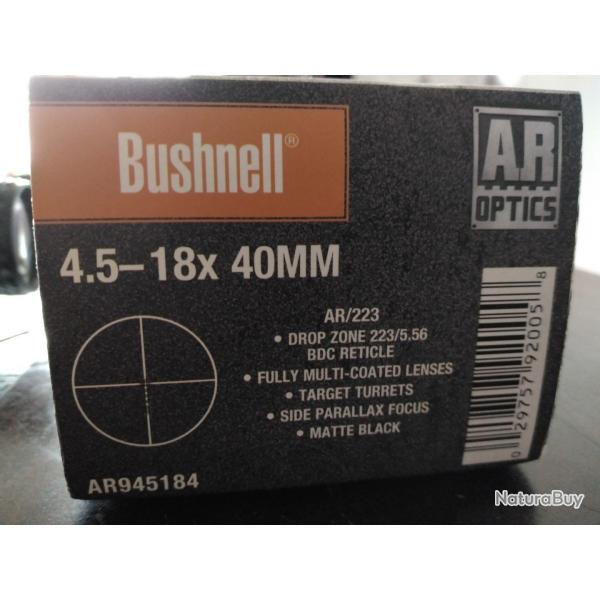 Bushnell®
AR
OPTICS
4.5–18x 40MM
AR/223
• DROP ZONE 223/5.56
BDC RETICLE
• FULLY MULTI-COATED LENSES
• TARGET TURRETS
• SIDE PARALLAX FOCUS
• MATTE BLACK
AR945184
0 29757 92005 8
NaturaBuy